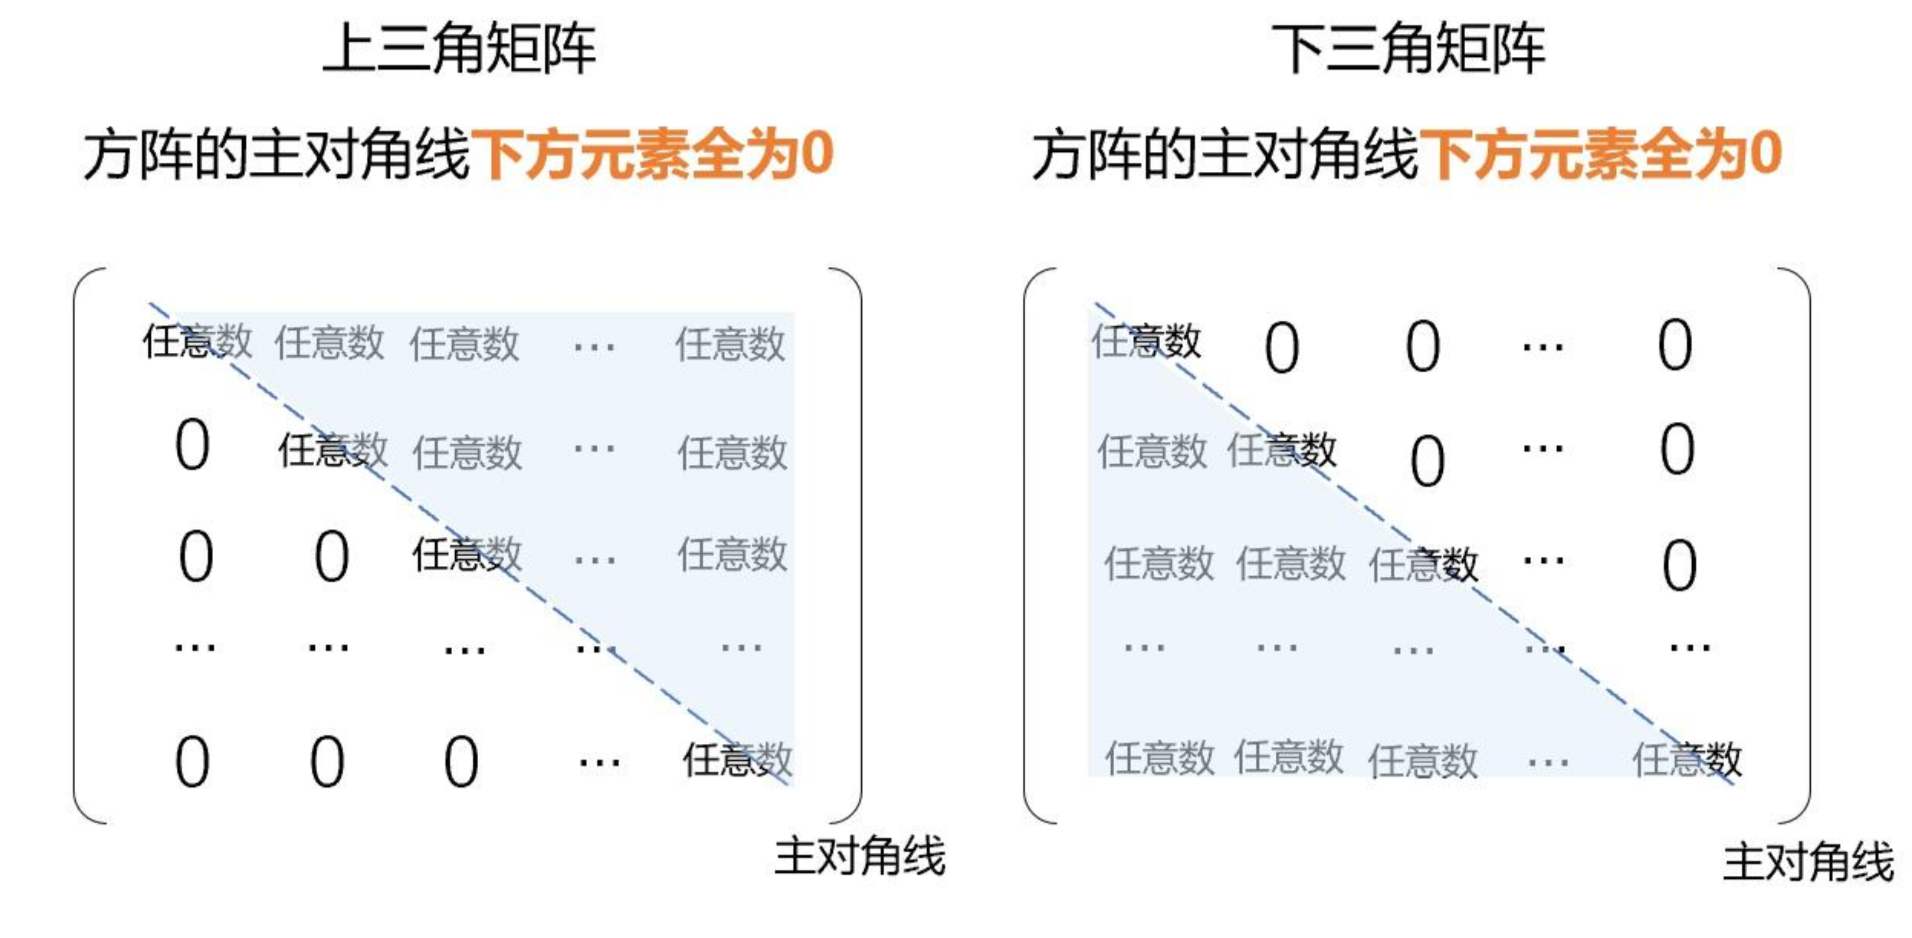 上三角矩阵
方阵的主对角线下方元素全为0
任意数 任意数 任意数 … 任意数
0 任意数 任意数 … 任意数
0 0 任意数 … 任意数
… … … … …
0 0 0 … 任意数
主对角线
下三角矩阵
方阵的主对角线下方元素全为0
任意数 0 0 … 0
任意数 任意数 0 … 0
任意数 任意数 任意数 … 0
… … … … …
任意数 任意数 任意数 … 任意数
主对角线